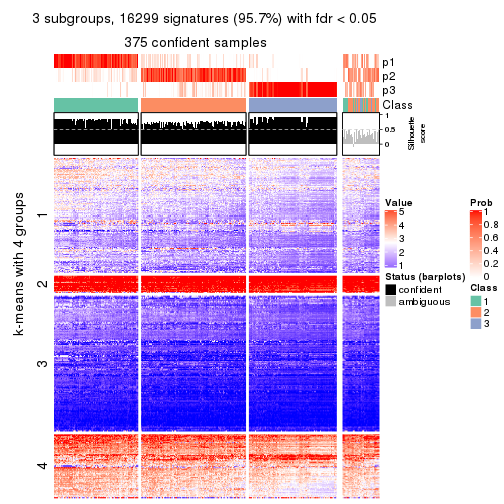 3 subgroups, 16299 signatures (95.7%) with fdr < 0.05
375 confident samples
p1
p2
p3
Class
1
0.5
0
Silhouette
score
k-means with 4 groups
1
2
3
4
Value
5
4
3
2
1
Status (barplots)
confident
ambiguous
Prob
1
0.8
0.6
0.4
0.2
0
Class
1
2
3